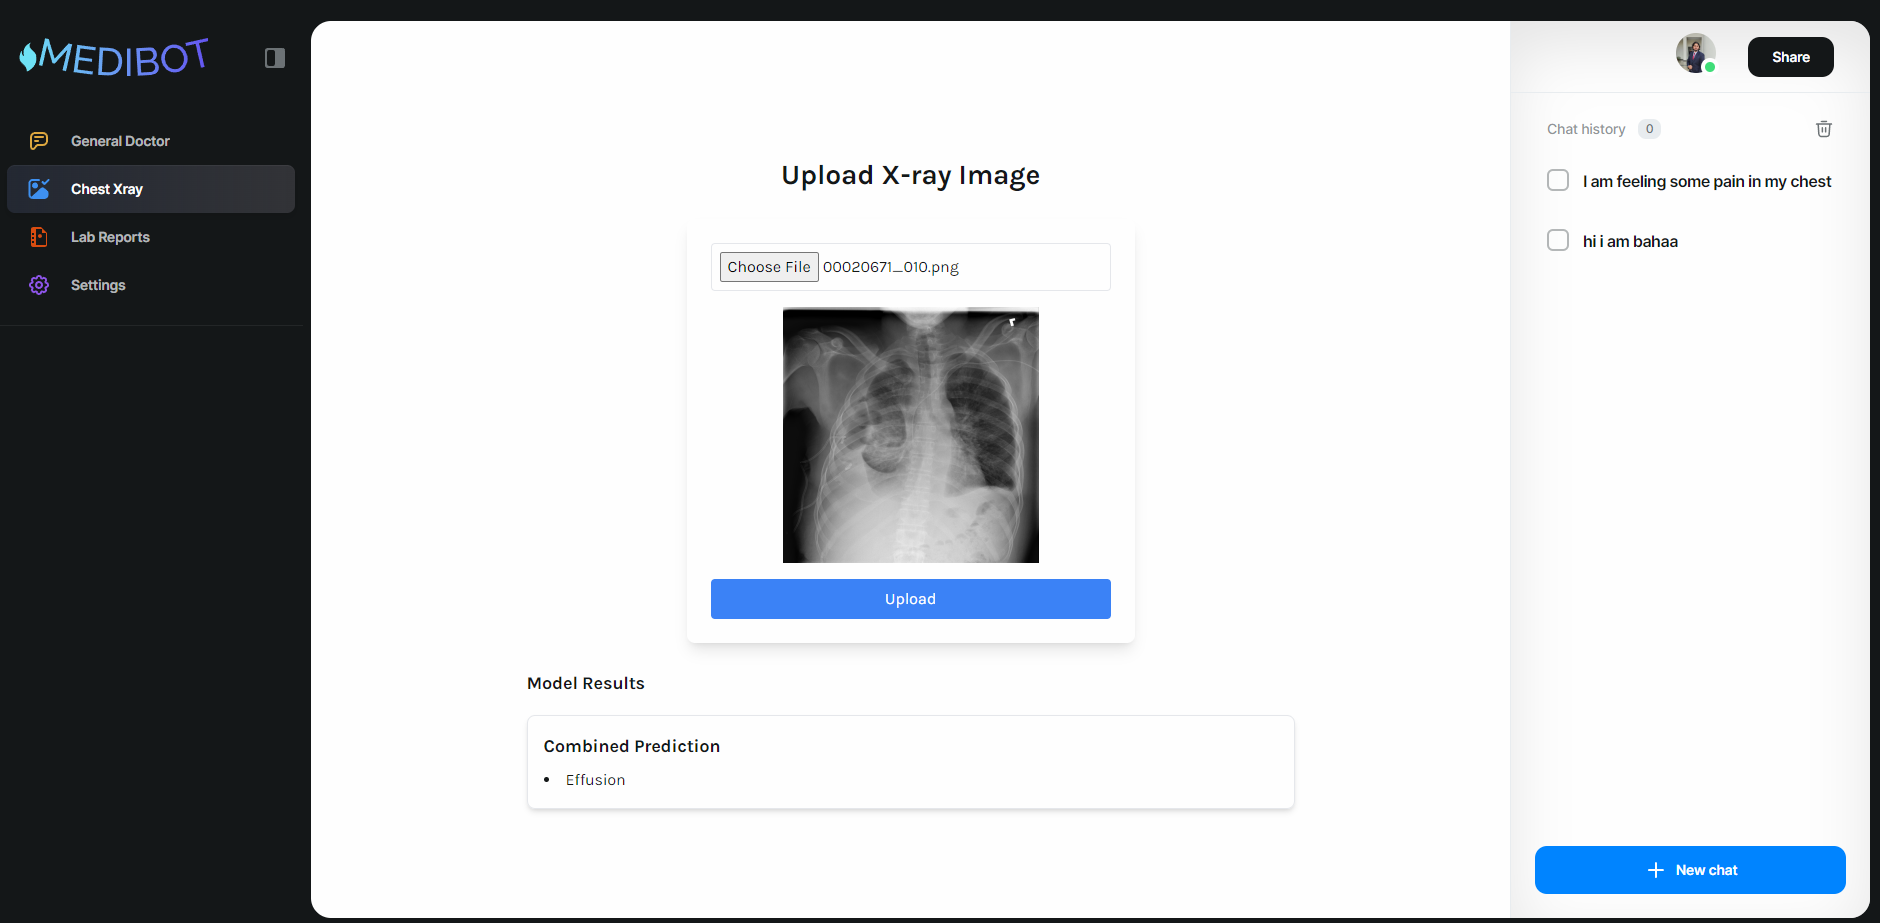 MEDIBOT
General Doctor
Chest Xray
Lab Reports
Settings
Upload X-ray Image
Choose File 00020671_010.png
r
Upload
Model Results
Combined Prediction
• Effusion
Share
Chat history 0
I am feeling some pain in my chest
hi i am bahaa
New chat